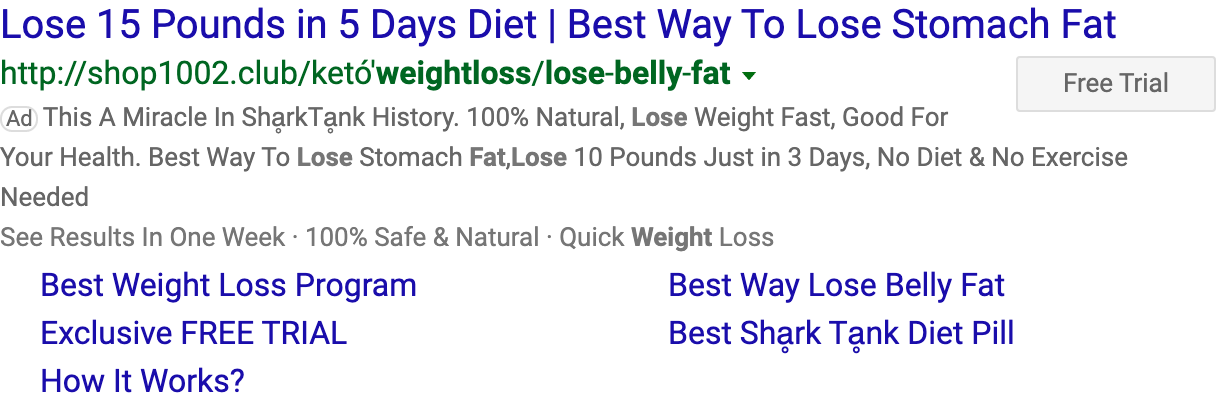 Lose 15 Pounds in 5 Days Diet | Best Way To Lose Stomach Fat
http://shop1002.club/ketó'weightloss/lose-belly-fat
Free Trial
Ad This A Miracle In Sḁrk Tḁnk History. 100% Natural, Lose Weight Fast, Good For
Your Health. Best Way To Lose Stomach Fat,Lose 10 Pounds Just in 3 Days, No Diet & No Exercise
Needed
See Results In One Week · 100% Safe & Natural · Quick Weight Loss
Best Weight Loss Program
Best Way Lose Belly Fat
Exclusive FREE TRIAL
Best Shḁrk Tḁnk Diet Pill
How It Works?